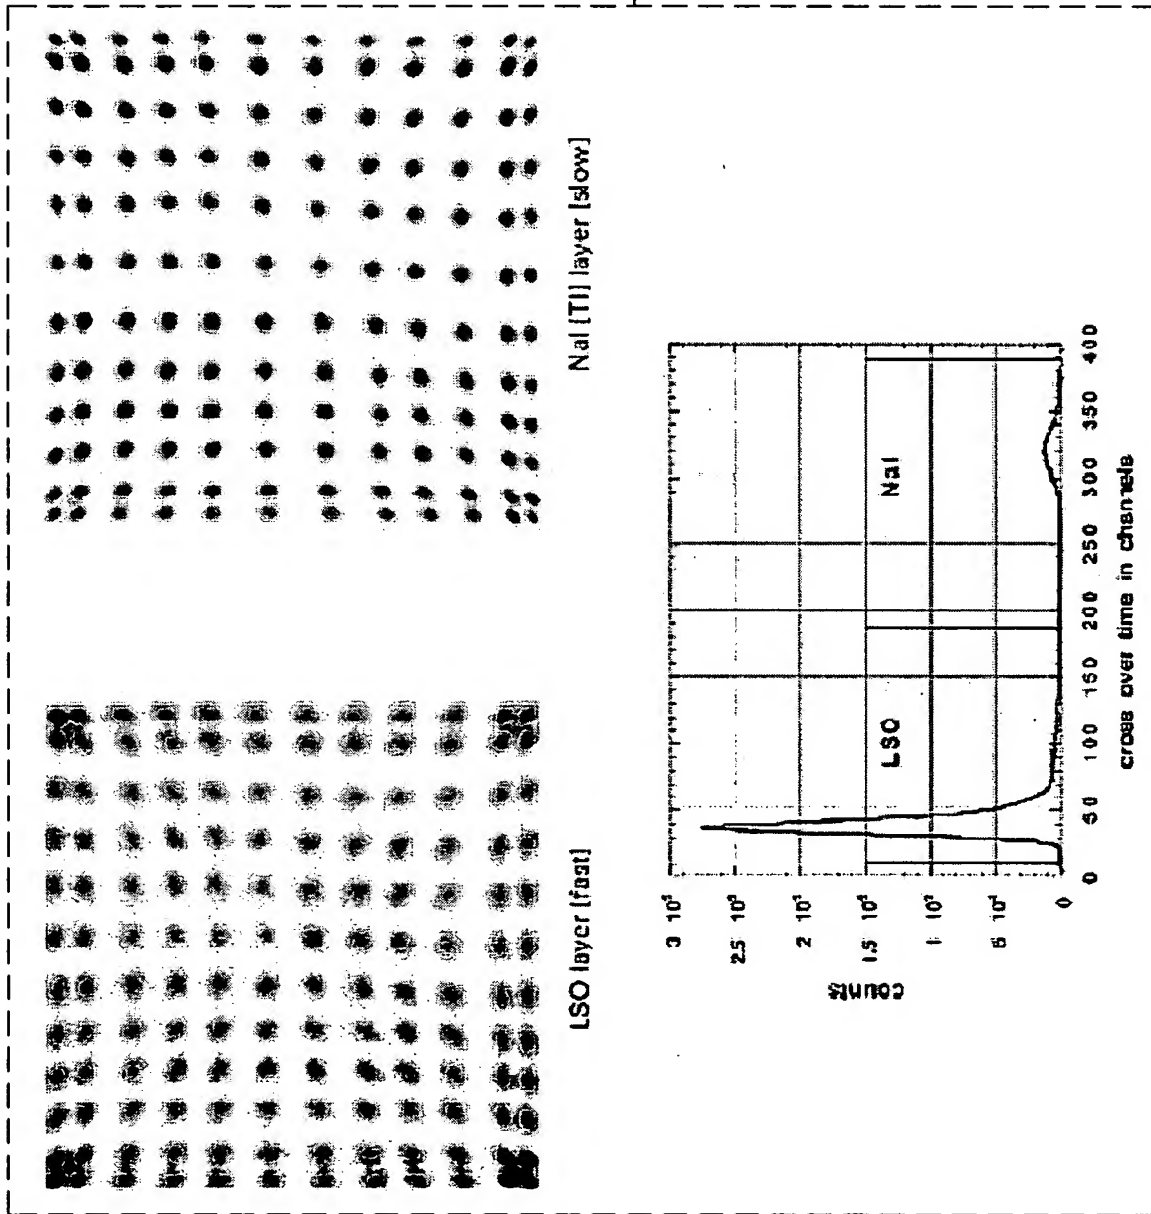 LSO layer [fast]
NaI [Tl] layer [slow]
counts
3 10⁵
2.5 10⁵
2 10⁵
1.5 10⁵
1 10⁵
5 10⁴
0
LSO
NaI
0 50 100 150 200 250 300 350 400
cross over time in channels